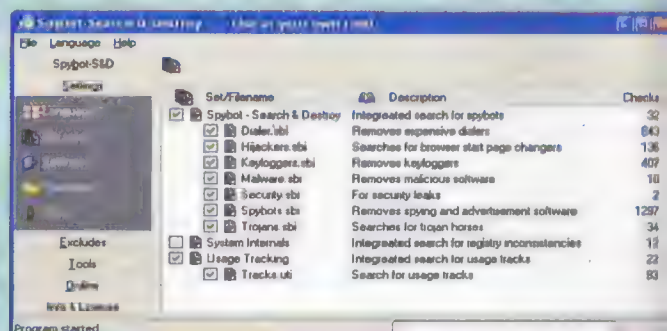 Spybot-Search & Destroy
File Language Help
Spybot-S&D
Settings
Set/Filename Description Checks
Spybot - Search & Destroy Integreated search for spybots 32
Dialer.sbi Removes expensive dialers 843
Hijackers.sbi Searches for browser start page changers 136
Keyloggers.sbi Removes keyloggers 407
Malware.sbi Removes malicious software 10
Security.sbi For security leaks 2
Spybots.sbi Removes spying and advertisement software 1297
Trojans.sbi Searches for trojan horses 34
System Internals Integreated search for registry inconsistencies 12
Usage Tracking Integreated search for usage tracks 22
Tracks.uti Search for usage tracks 83
Excludes
Tools
Online
Info & License
Program started